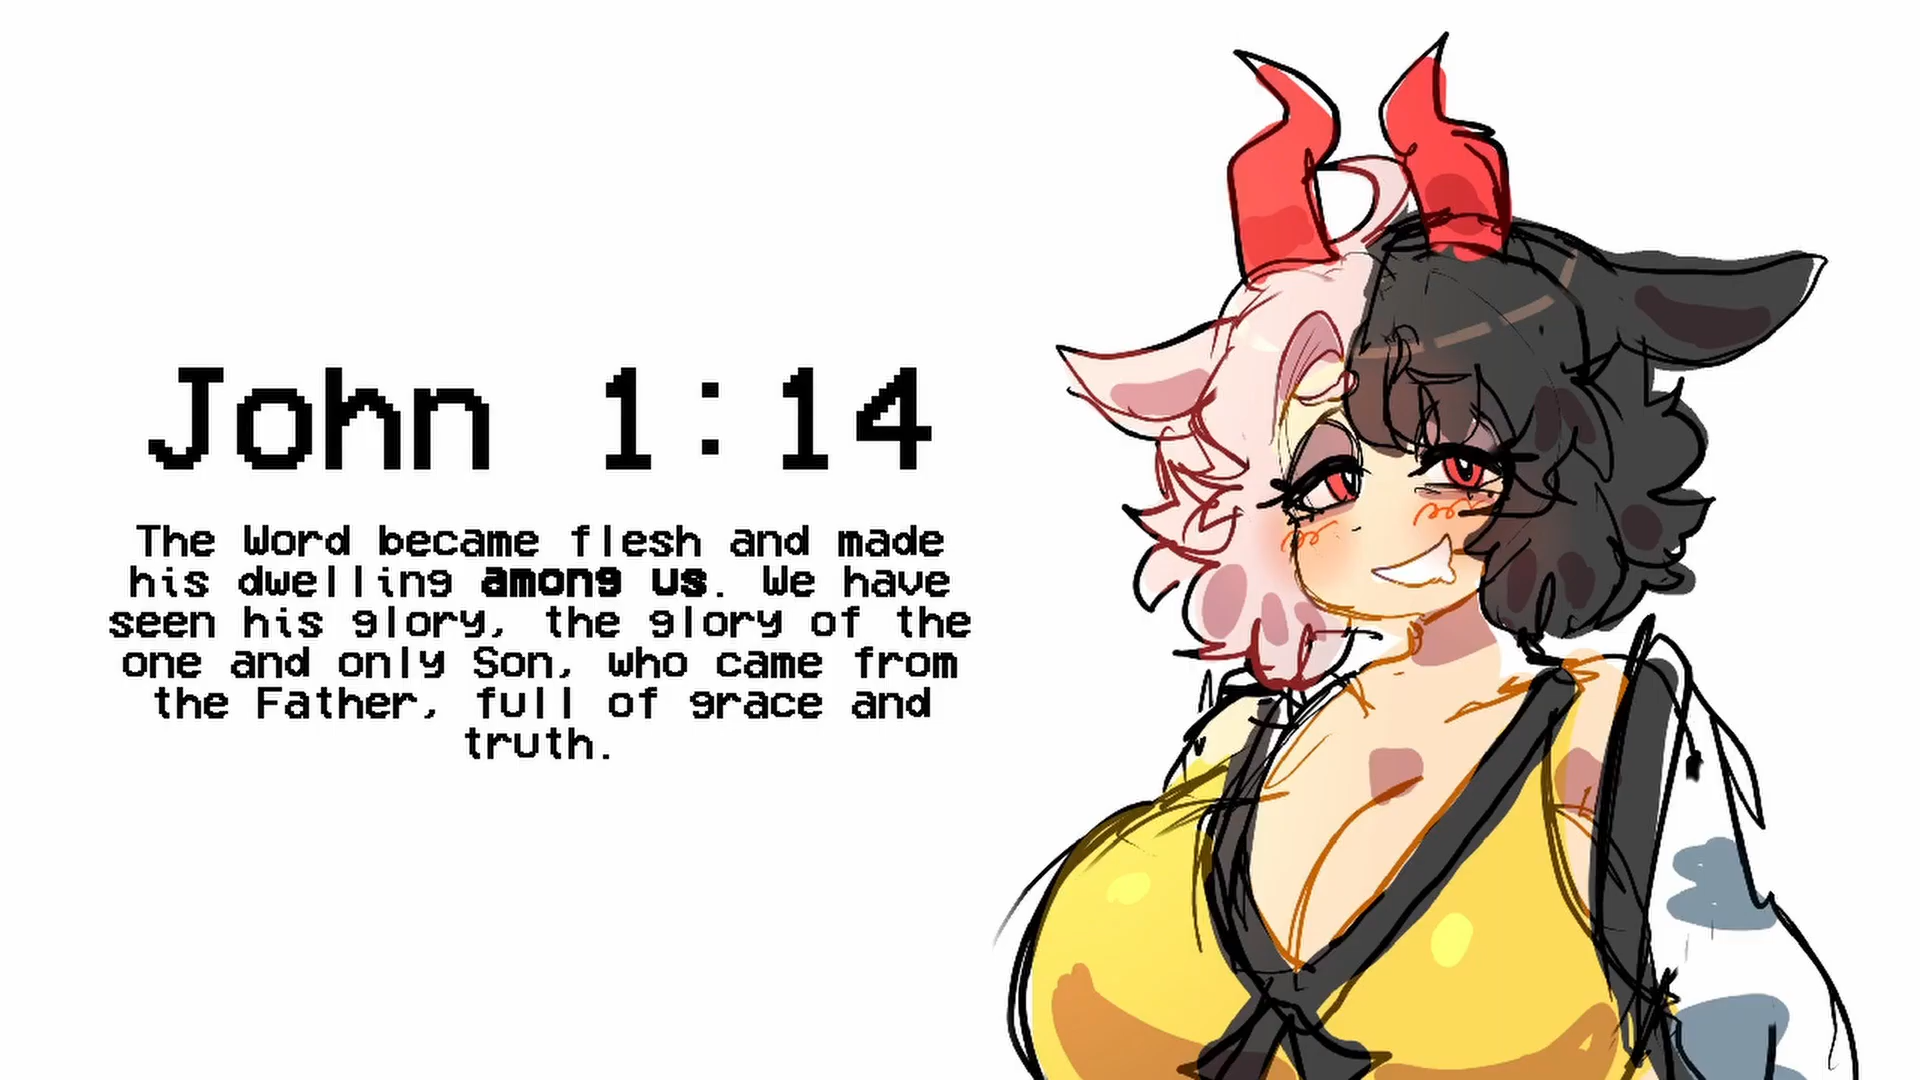 John 1:14
The Word became flesh and made
his dwelling among us. We have
seen his glory, the glory of the
one and only Son, who came from
the Father, full of grace and
truth.